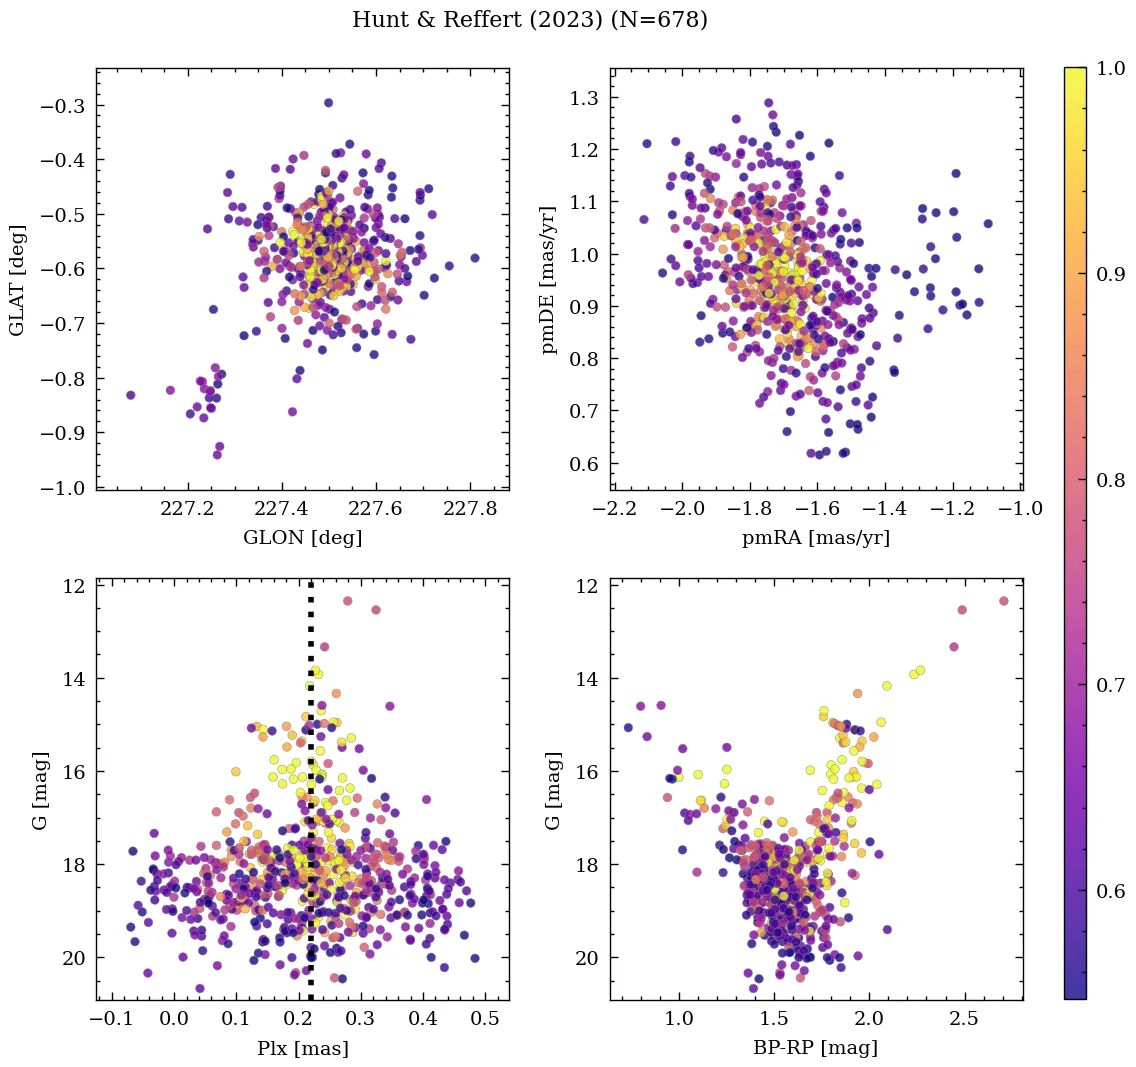 Hunt & Reffert (2023) (N=678)
−0.3
−0.4
−0.5
−0.6
−0.7
−0.8
−0.9
−1.0
GLAT [deg]
227.2 227.4 227.6 227.8
GLON [deg]
1.3
1.2
1.1
1.0
0.9
0.8
0.7
0.6
pmDE [mas/yr]
−2.2 −2.0 −1.8 −1.6 −1.4 −1.2 −1.0
pmRA [mas/yr]
12
14
16
18
20
G [mag]
−0.1 0.0 0.1 0.2 0.3 0.4 0.5
Plx [mas]
12
14
16
18
20
G [mag]
1.0 1.5 2.0 2.5
BP-RP [mag]
1.0
0.9
0.8
0.7
0.6